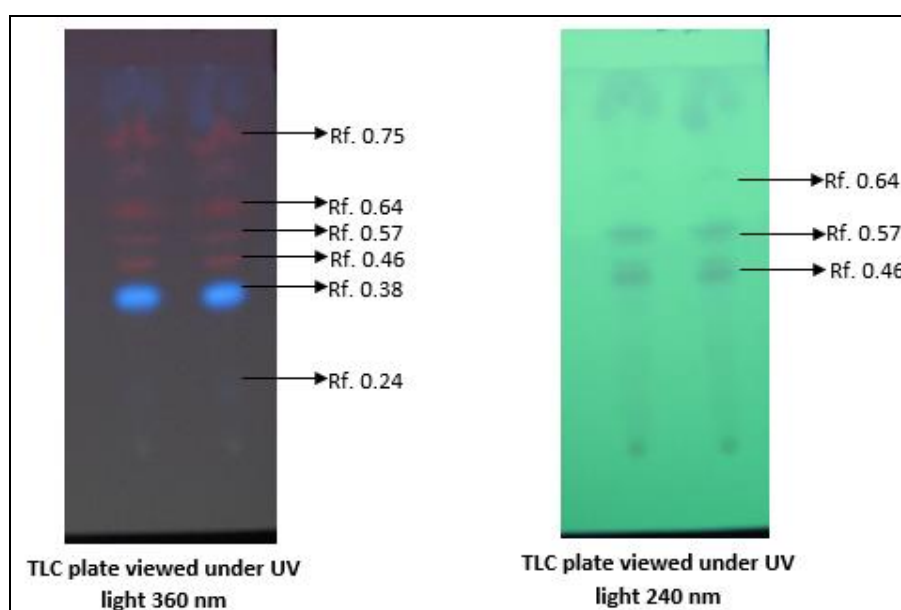 Rf. 0.75
Rf. 0.64
Rf. 0.57
Rf. 0.46
Rf. 0.38
Rf. 0.24
TLC plate viewed under UV
light 360 nm
Rf. 0.64
Rf. 0.57
Rf. 0.46
TLC plate viewed under UV
light 240 nm